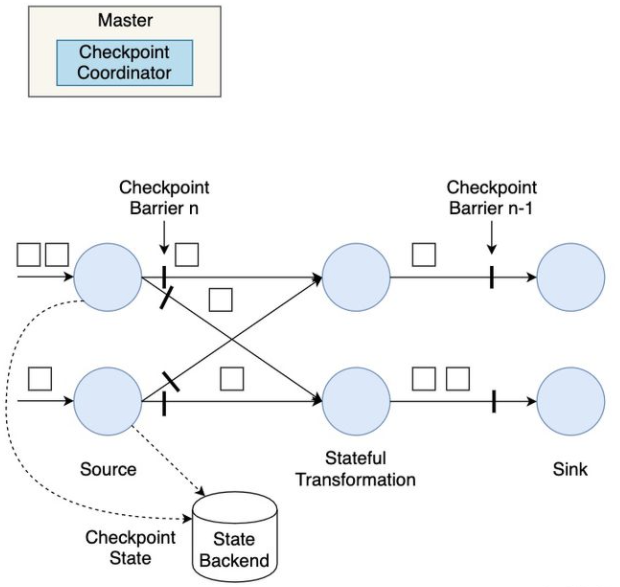 Master
Checkpoint
Coordinator
Checkpoint
Barrier n
Checkpoint
Barrier n-1
Source
Stateful
Transformation
Sink
Checkpoint
State
State
Backend